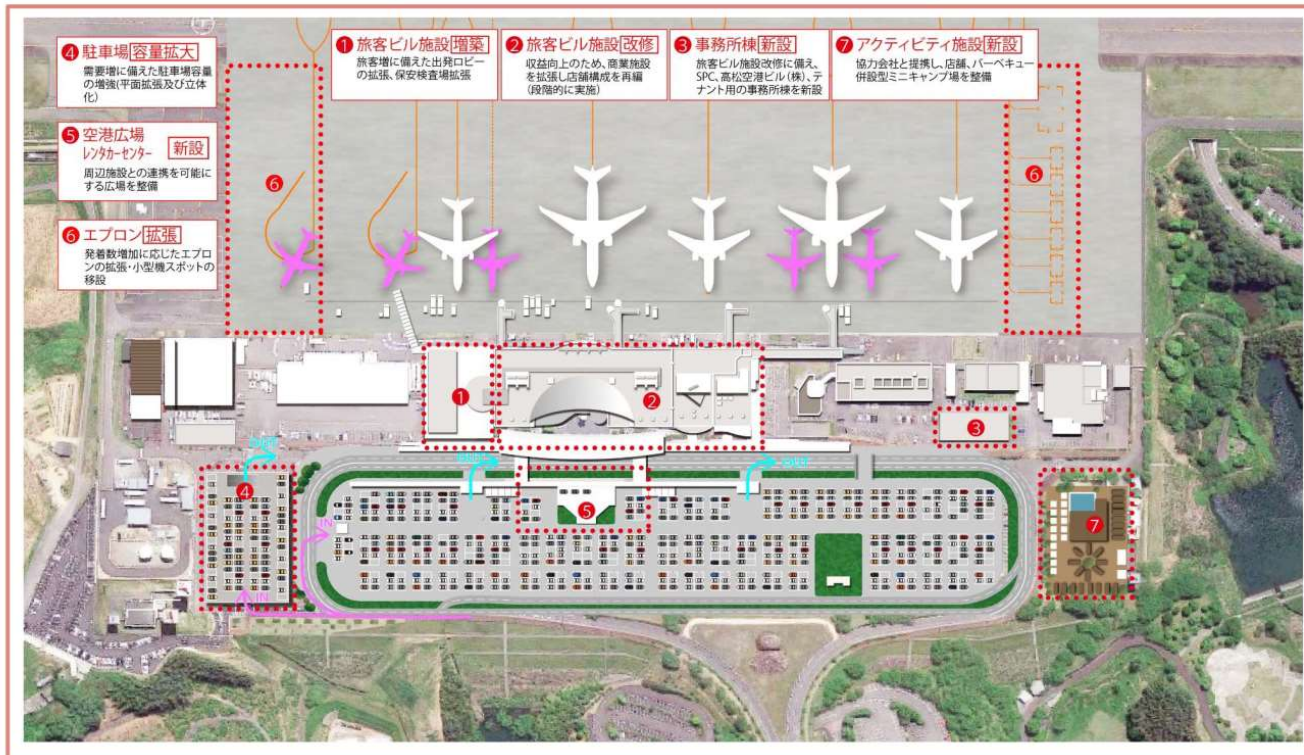 ④ 駐車場 容量拡大
需要増に備えた駐車場容量
の増強(平面拡張及び立体
化)
⑤ 空港広場
レンタカーセンター 新設
周辺施設との連携を可能に
する広場を整備
⑥ エプロン 拡張
発着数増加に応じたエプロ
ンの拡張・小型機スポットの
移設
① 旅客ビル施設 増築
旅客増に備えた出発ロビー
の拡張、保安検査場拡張
② 旅客ビル施設 改修
収益向上のため、商業施設
を拡張し店舗構成を再編
(段階的に実施)
③ 事務所棟 新設
旅客ビル施設改修に備え、
SPC、高松空港ビル(株)、テ
ナント用の事務所棟を新設
⑦ アクティビティ施設 新設
協力会社と提携し、店舗、バーベキュー
併設型ミニキャンプ場を整備
⑥
⑥
①
②
③
OUT
OUT
OUT
④
⑤
IN
IN
⑦